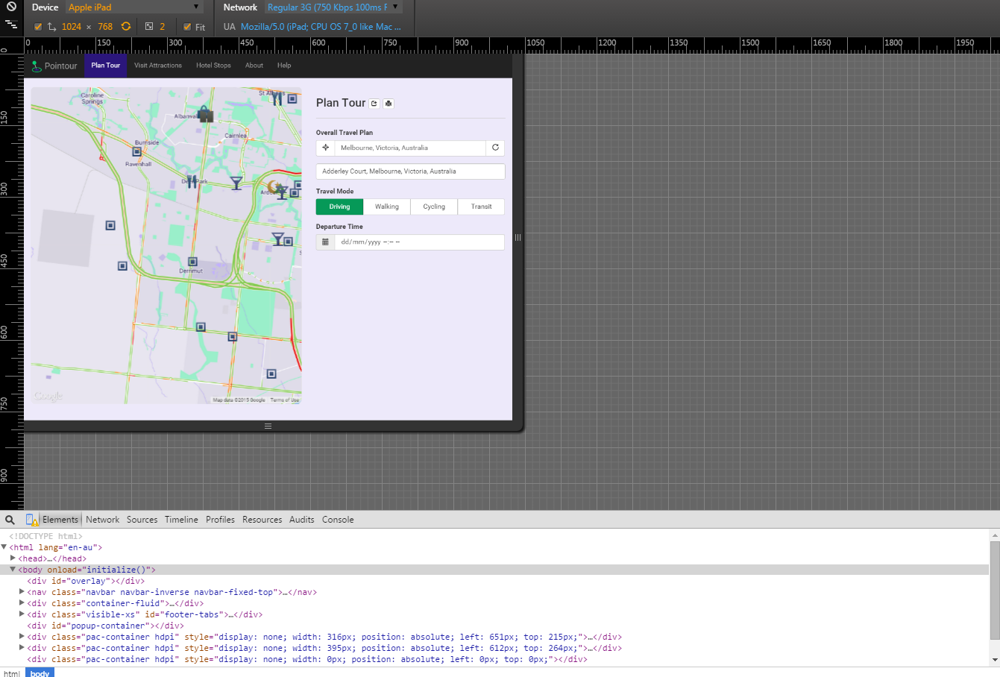 Device Apple iPad Network Regular 3G (750 Kbps 100ms F
1024 × 768 2 Fit UA Mozilla/5.0 (iPad; CPU OS 7_0 like Mac ...
0 150 300 450 600 750 900 1050 1200 1350 1500 1650 1800 1950
0
150
300
450
600
750
900
Pointour Plan Tour Visit Attractions Hotel Stops About Help
Caroline
Springs
St Albans
Albanvale
Cairnlea
Burnside
Ravenhall
Deer Park
Derrimut
Google
Map data ©2015 Google Terms of Use
Plan Tour
Overall Travel Plan
Melbourne, Victoria, Australia
Adderley Court, Melbourne, Victoria, Australia
Travel Mode
Driving Walking Cycling Transit
Departure Time
dd/mm/yyyy --:-- --
Elements Network Sources Timeline Profiles Resources Audits Console
<!DOCTYPE html>
<html lang="en-au">
<head>…</head>
<body onload="initialize()">
<div id="overlay"></div>
<nav class="navbar navbar-inverse navbar-fixed-top">…</nav>
<div class="container-fluid">…</div>
<div class="visible-xs" id="footer-tabs">…</div>
<div id="popup-container"></div>
<div class="pac-container hdpi" style="display: none; width: 316px; position: absolute; left: 651px; top: 215px;">…</div>
<div class="pac-container hdpi" style="display: none; width: 395px; position: absolute; left: 612px; top: 264px;">…</div>
<div class="pac-container hdpi" style="display: none; width: 0px; position: absolute; left: 0px; top: 0px;"></div>
html body